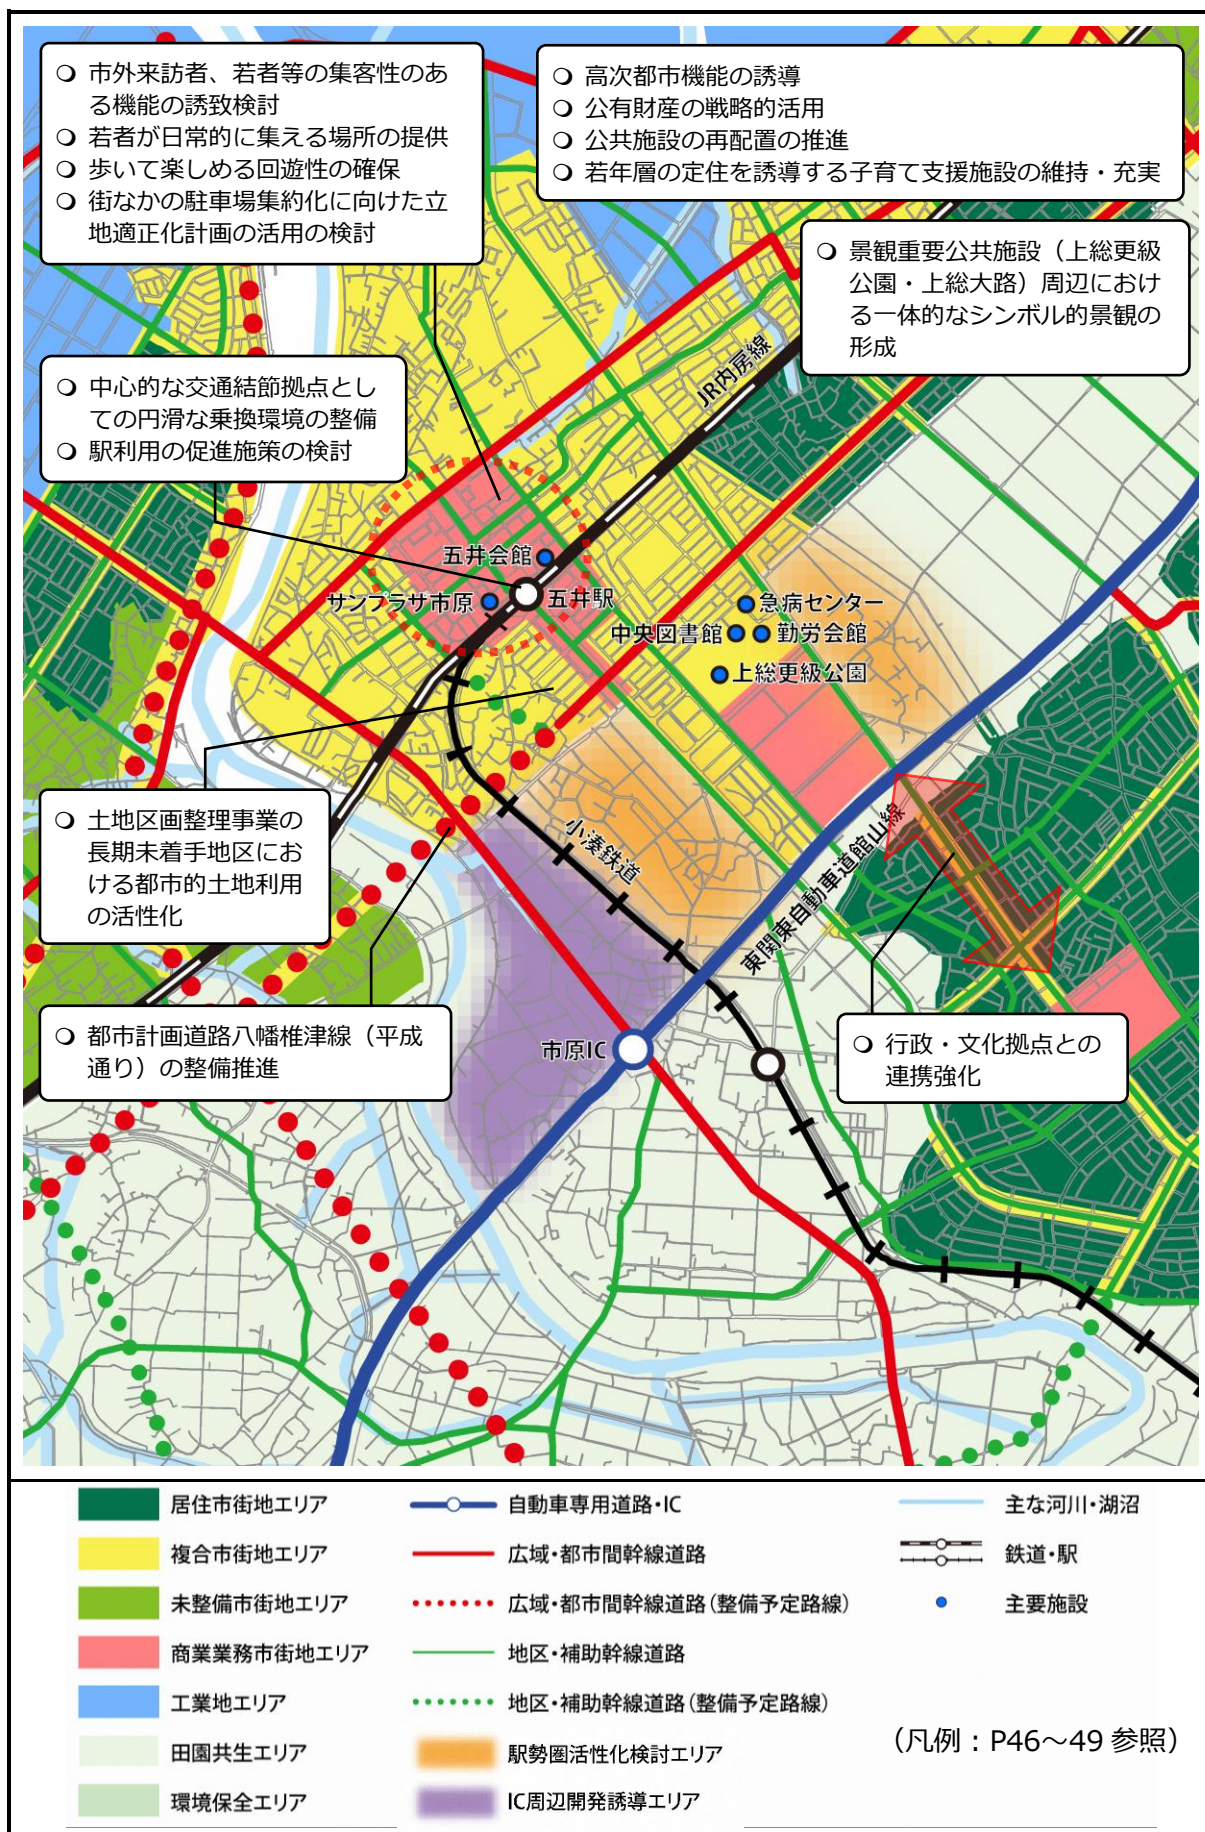 ○ 市外来訪者、若者等の集客性のあ
る機能の誘致検討
○ 若者が日常的に集える場所の提供
○ 歩いて楽しめる回遊性の確保
○ 街なかの駐車場集約化に向けた立
地適正化計画の活用の検討
○ 高次都市機能の誘導
○ 公有財産の戦略的活用
○ 公共施設の再配置の推進
○ 若年層の定住を誘導する子育て支援施設の維持・充実
○ 景観重要公共施設（上総更級
公園・上総大路）周辺におけ
る一体的なシンボル的景観の
形成
○ 中心的な交通結節拠点とし
ての円滑な乗換環境の整備
○ 駅利用の促進施策の検討
JR内房線
五井会館
五井駅
サンプラザ市原
急病センター
中央図書館
勤労会館
上総更級公園
○ 土地区画整理事業の
長期未着手地区にお
ける都市的土地利用
の活性化
小湊鉄道
東関東自動車道館山線
○ 都市計画道路八幡椎津線（平成
通り）の整備推進
市原IC
○ 行政・文化拠点との
連携強化
居住市街地エリア
複合市街地エリア
未整備市街地エリア
商業業務市街地エリア
工業地エリア
田園共生エリア
環境保全エリア
自動車専用道路・IC
広域・都市間幹線道路
広域・都市間幹線道路（整備予定路線）
地区・補助幹線道路
地区・補助幹線道路（整備予定路線）
駅勢圏活性化検討エリア
IC周辺開発誘導エリア
主な河川・湖沼
鉄道・駅
主要施設
（凡例：P46～49 参照）